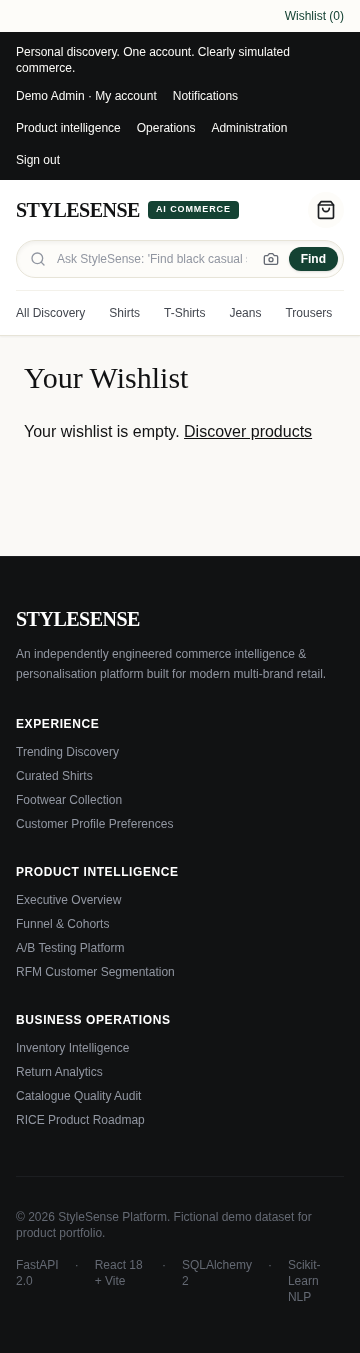 Wishlist (0)
Personal discovery. One account. Clearly simulated
commerce.
Demo Admin · My account Notifications
Product intelligence Operations Administration
Sign out
STYLESENSE AI COMMERCE
Ask StyleSense: 'Find black casual Find
All Discovery Shirts T-Shirts Jeans Trousers
Your Wishlist
Your wishlist is empty. Discover products
STYLESENSE
An independently engineered commerce intelligence &
personalisation platform built for modern multi-brand retail.
EXPERIENCE
Trending Discovery
Curated Shirts
Footwear Collection
Customer Profile Preferences
PRODUCT INTELLIGENCE
Executive Overview
Funnel & Cohorts
A/B Testing Platform
RFM Customer Segmentation
BUSINESS OPERATIONS
Inventory Intelligence
Return Analytics
Catalogue Quality Audit
RICE Product Roadmap
© 2026 StyleSense Platform. Fictional demo dataset for
product portfolio.
FastAPI · React 18 · SQLAlchemy · Scikit-
2.0 + Vite 2 Learn
NLP